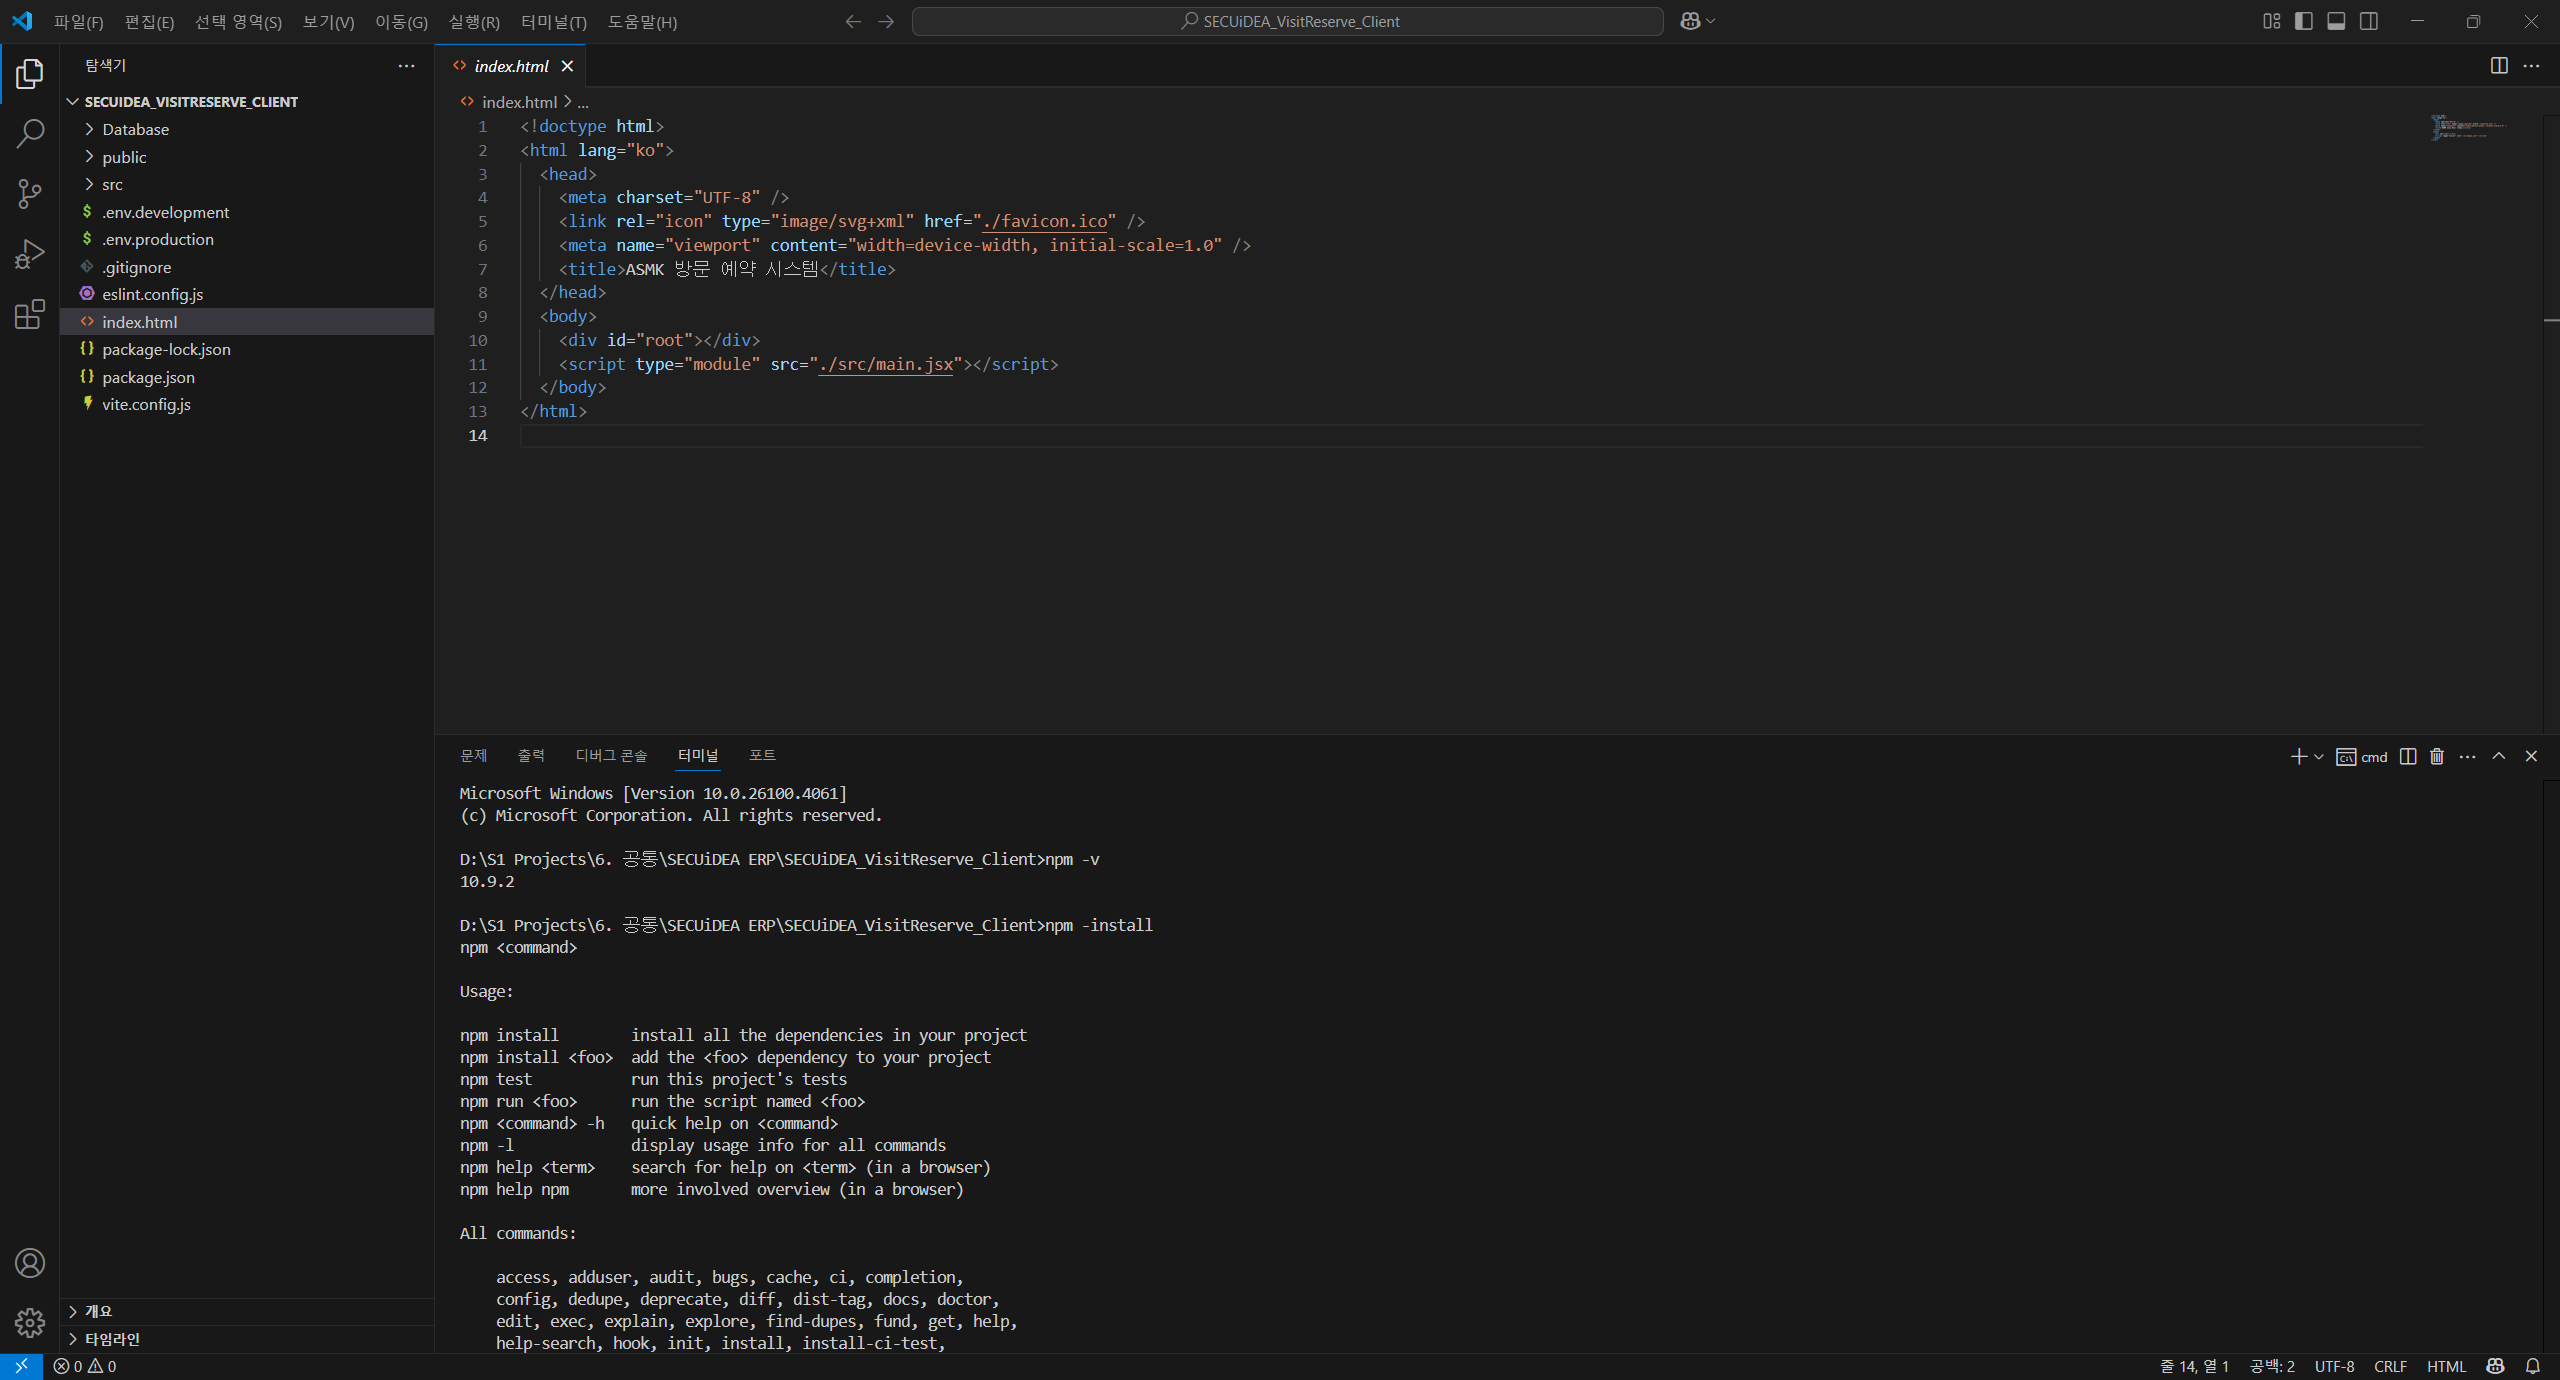 파일(F) 편집(E) 선택 영역(S) 보기(V) 이동(G) 실행(R) 터미널(T) 도움말(H)
SECUiDEA_VisitReserve_Client
탐색기
SECUIDEA_VISITRESERVE_CLIENT
Database
public
src
.env.development
.env.production
.gitignore
eslint.config.js
index.html
package-lock.json
package.json
vite.config.js
개요
타임라인
index.html
index.html > ...
1 <!doctype html>
2 <html lang="ko">
3 <head>
4 <meta charset="UTF-8" />
5 <link rel="icon" type="image/svg+xml" href="./favicon.ico" />
6 <meta name="viewport" content="width=device-width, initial-scale=1.0" />
7 <title>ASMK 방문 예약 시스템</title>
8 </head>
9 <body>
10 <div id="root"></div>
11 <script type="module" src="./src/main.jsx"></script>
12 </body>
13 </html>
14
문제 출력 디버그 콘솔 터미널 포트
cmd
Microsoft Windows [Version 10.0.26100.4061]
(c) Microsoft Corporation. All rights reserved.
D:\S1 Projects\6. 공통\SECUiDEA ERP\SECUiDEA_VisitReserve_Client>npm -v
10.9.2
D:\S1 Projects\6. 공통\SECUiDEA ERP\SECUiDEA_VisitReserve_Client>npm -install
npm <command>
Usage:
npm install install all the dependencies in your project
npm install <foo> add the <foo> dependency to your project
npm test run this project's tests
npm run <foo> run the script named <foo>
npm <command> -h quick help on <command>
npm -l display usage info for all commands
npm help <term> search for help on <term> (in a browser)
npm help npm more involved overview (in a browser)
All commands:
access, adduser, audit, bugs, cache, ci, completion,
config, dedupe, deprecate, diff, dist-tag, docs, doctor,
edit, exec, explain, explore, find-dupes, fund, get, help,
help-search, hook, init, install, install-ci-test,
0 0
줄 14, 열 1 공백: 2 UTF-8 CRLF HTML